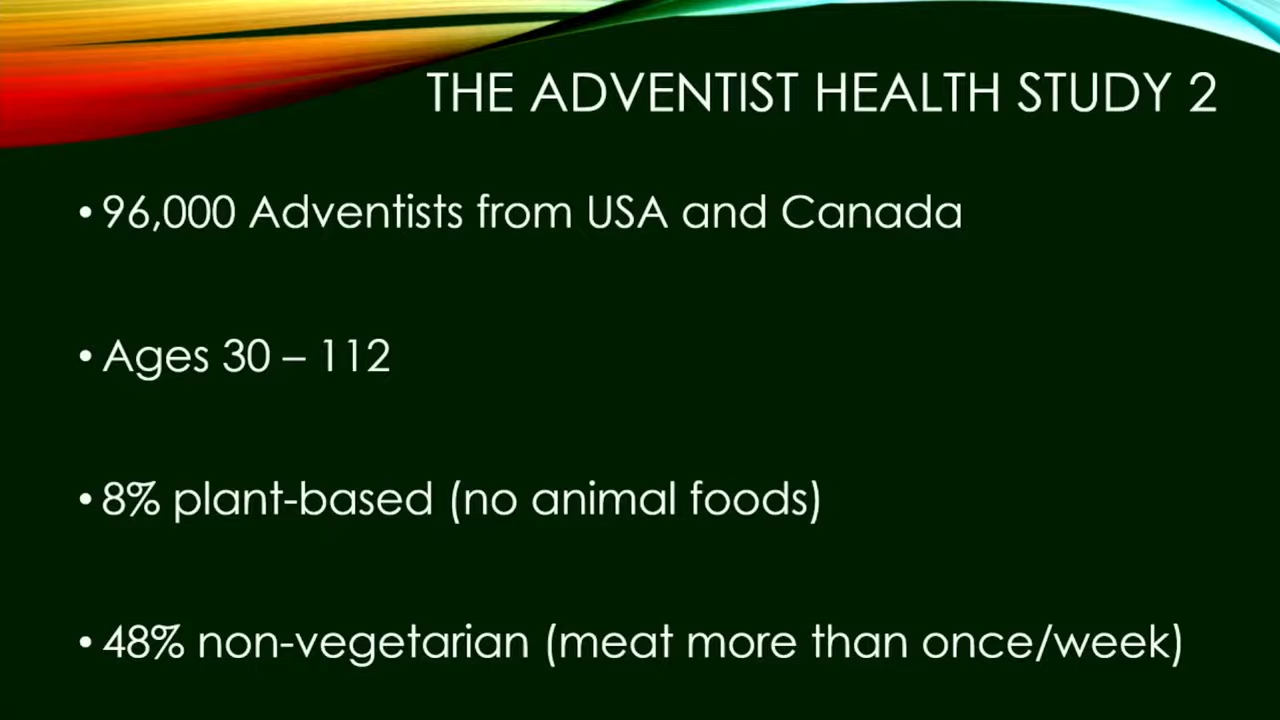 THE ADVENTIST HEALTH STUDY 2
• 96,000 Adventists from USA and Canada
• Ages 30 – 112
• 8% plant-based (no animal foods)
• 48% non-vegetarian (meat more than once/week)